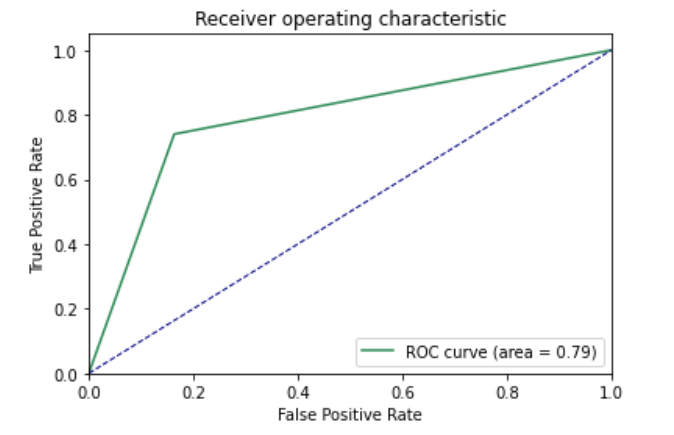 Receiver operating characteristic
1.0
0.8
0.6
0.4
0.2
0.0
True Positive Rate
ROC curve (area = 0.79)
0.0 0.2 0.4 0.6 0.8 1.0
False Positive Rate